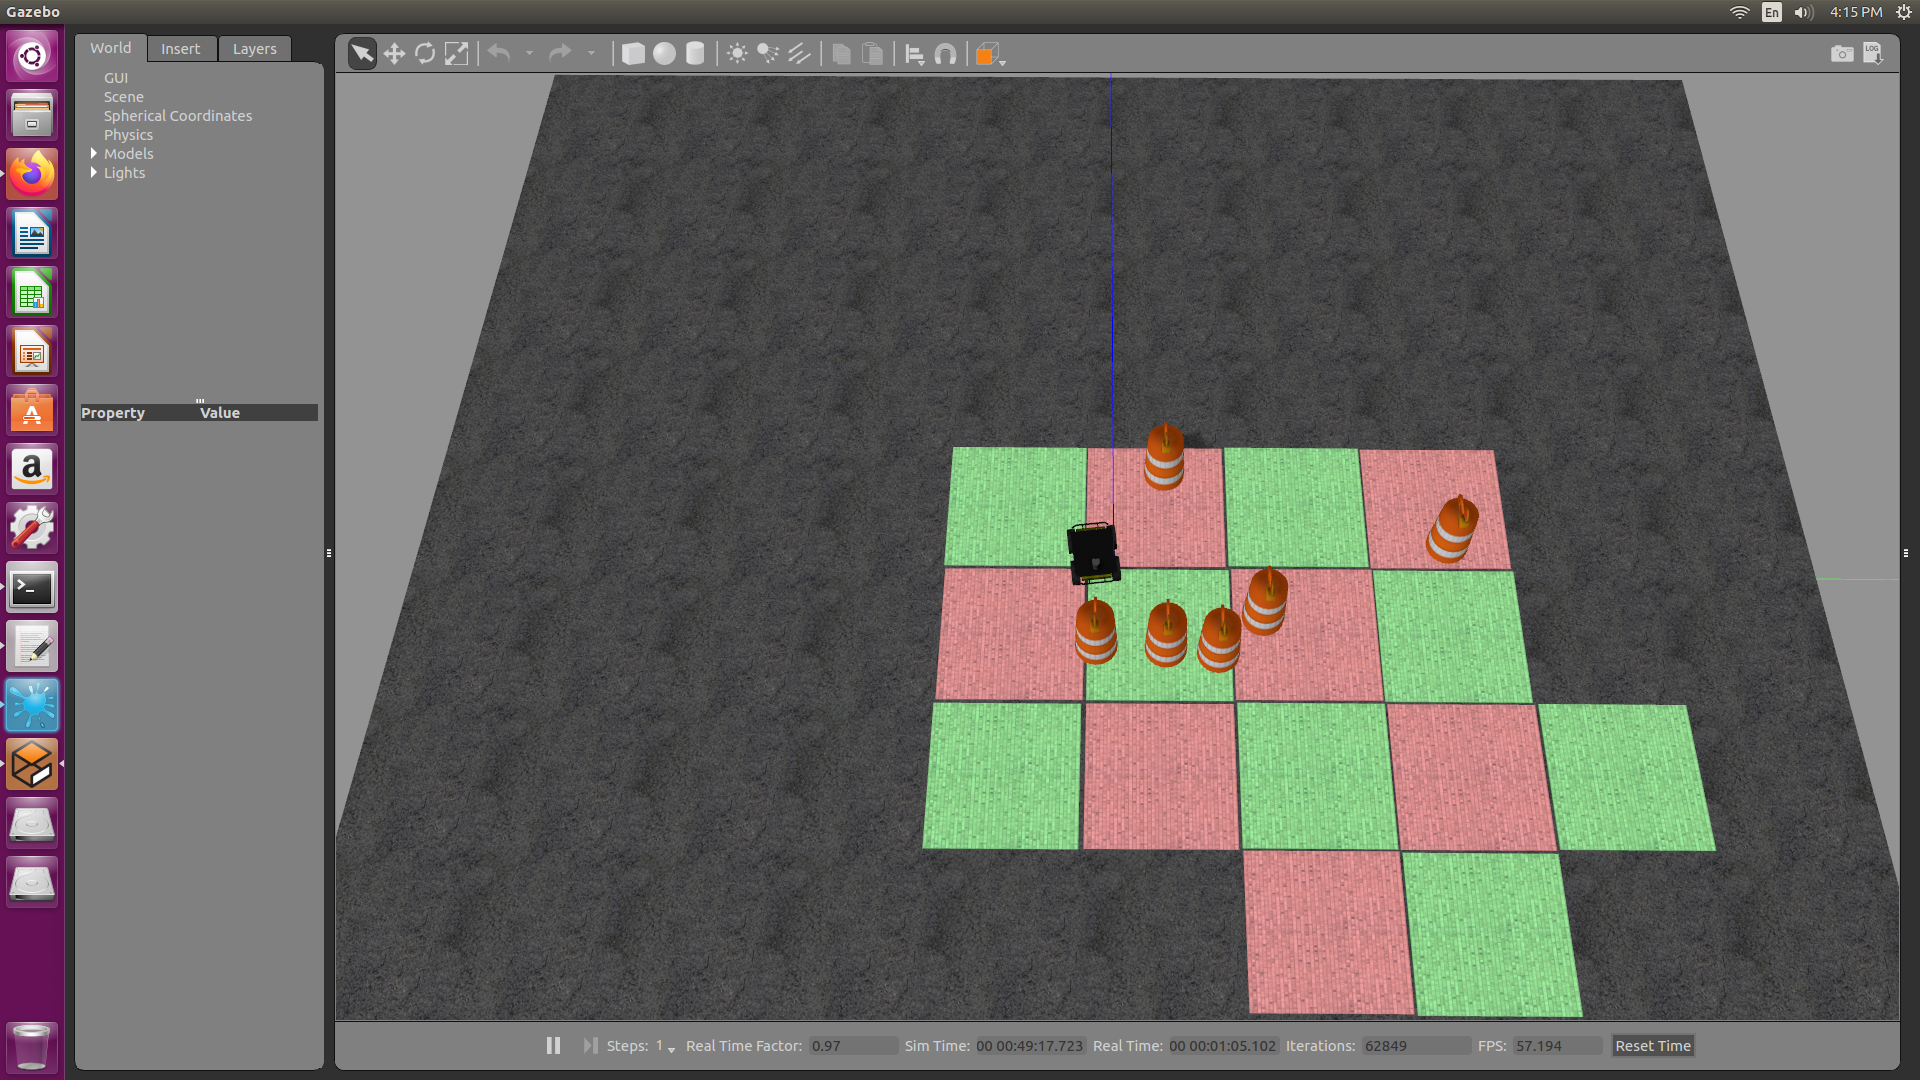 Gazebo
En
4:15 PM
World Insert Layers
LOG
GUI
Scene
Spherical Coordinates
Physics
Models
Lights
Property Value
Steps: 1 Real Time Factor: 0.97 Sim Time: 00 00:49:17.723 Real Time: 00 00:01:05.102 Iterations: 62849 FPS: 57.194 Reset Time